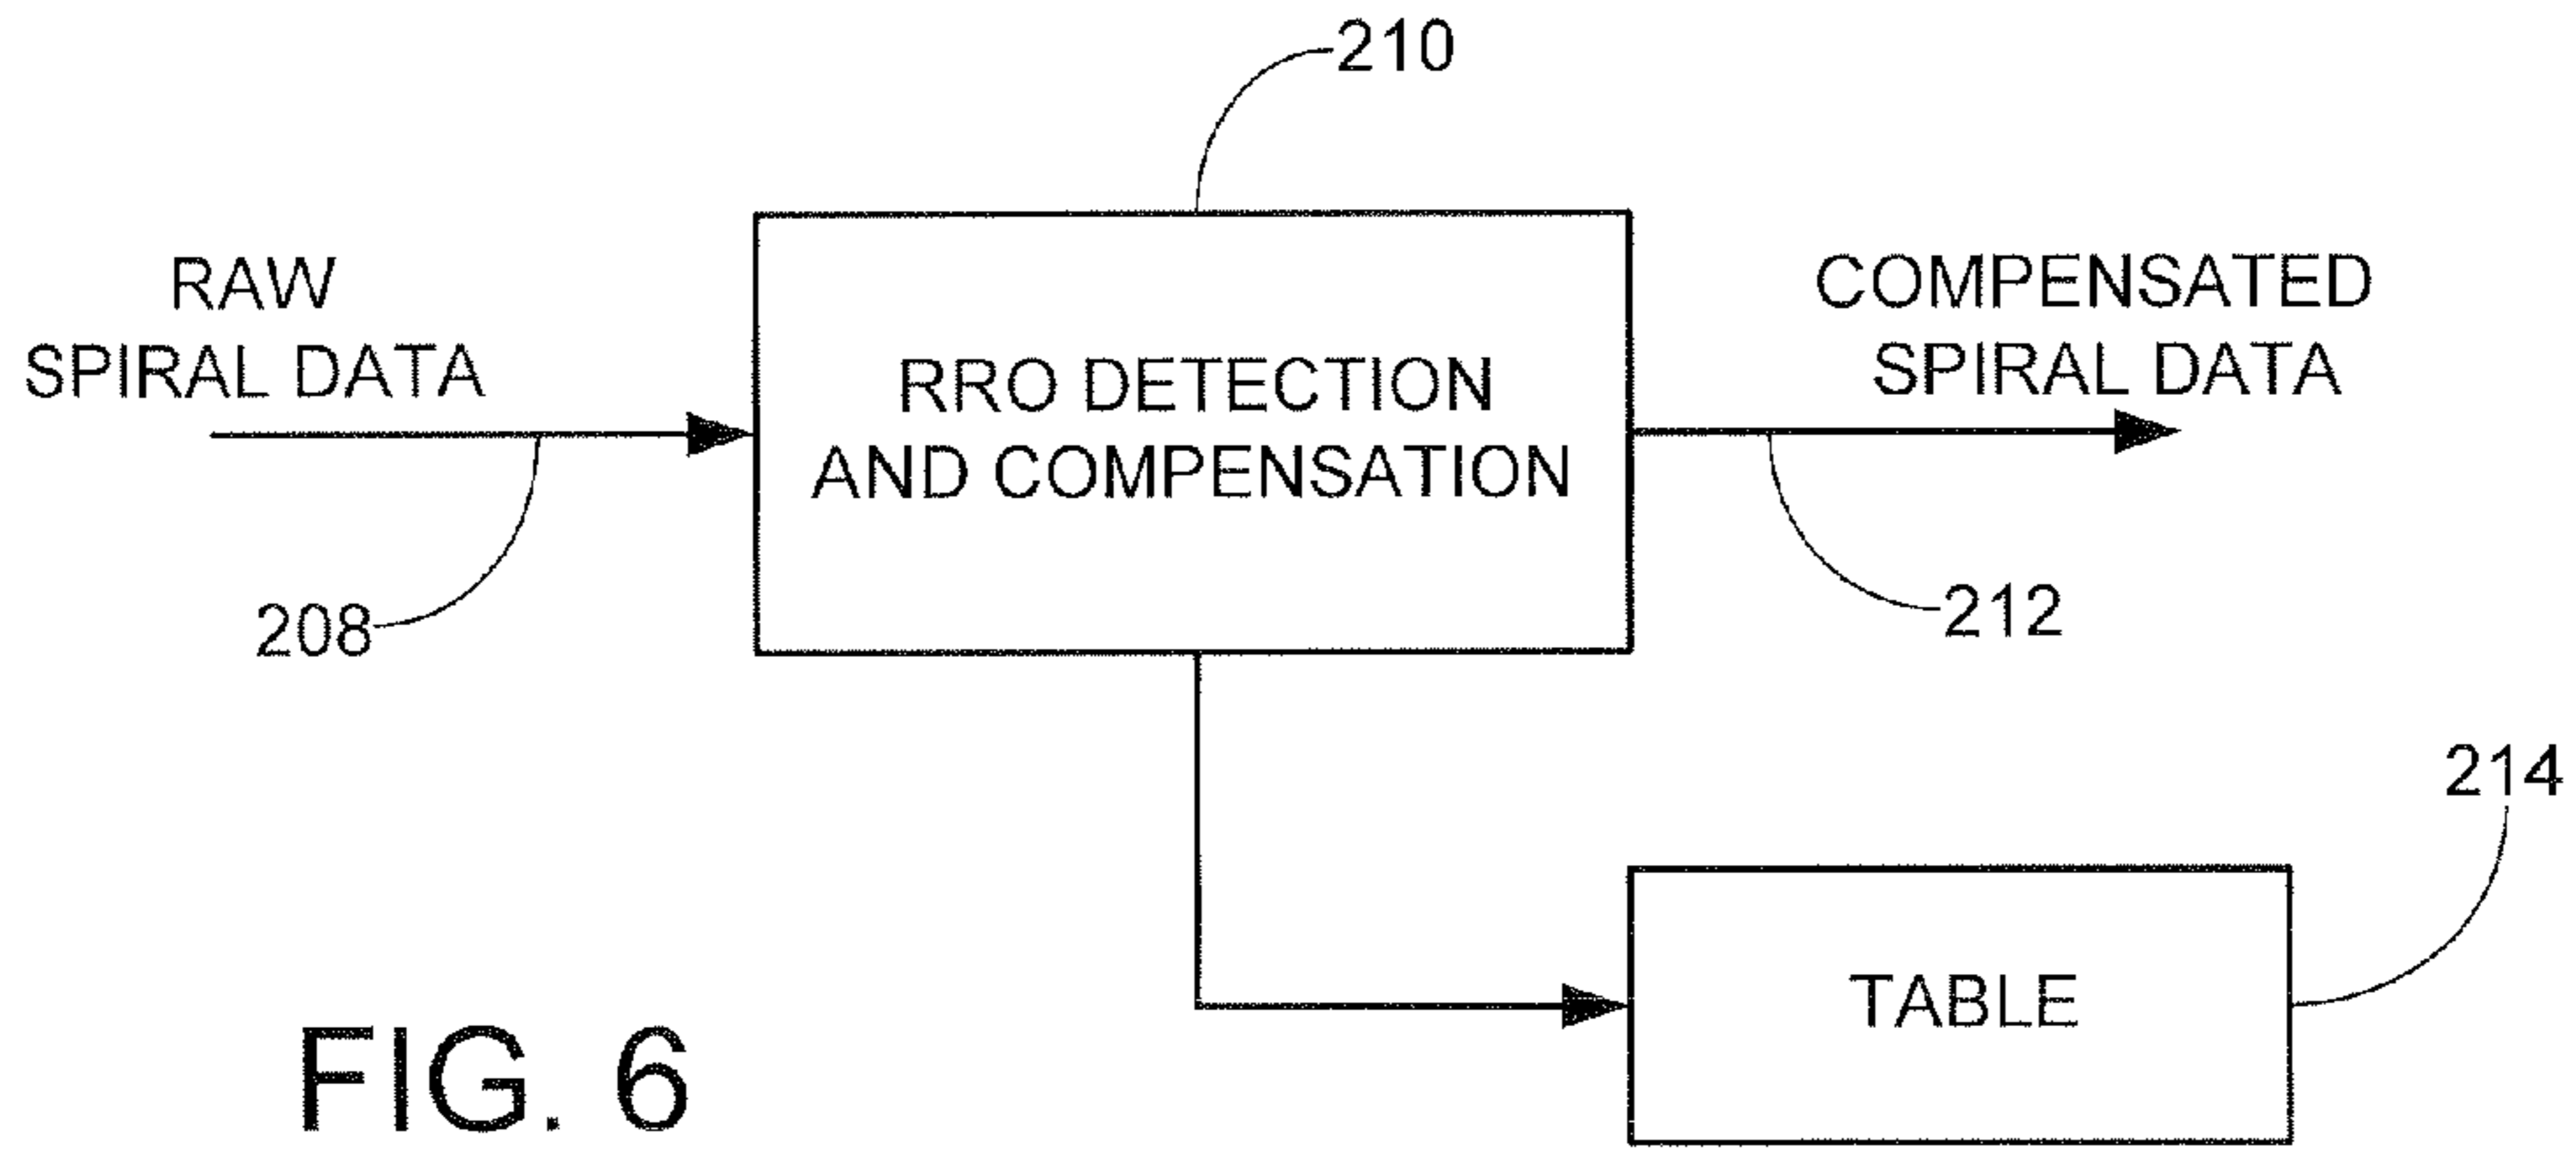 210
RAW
SPIRAL DATA
RRO DETECTION
AND COMPENSATION
COMPENSATED
SPIRAL DATA
208
212
214
TABLE
FIG. 6